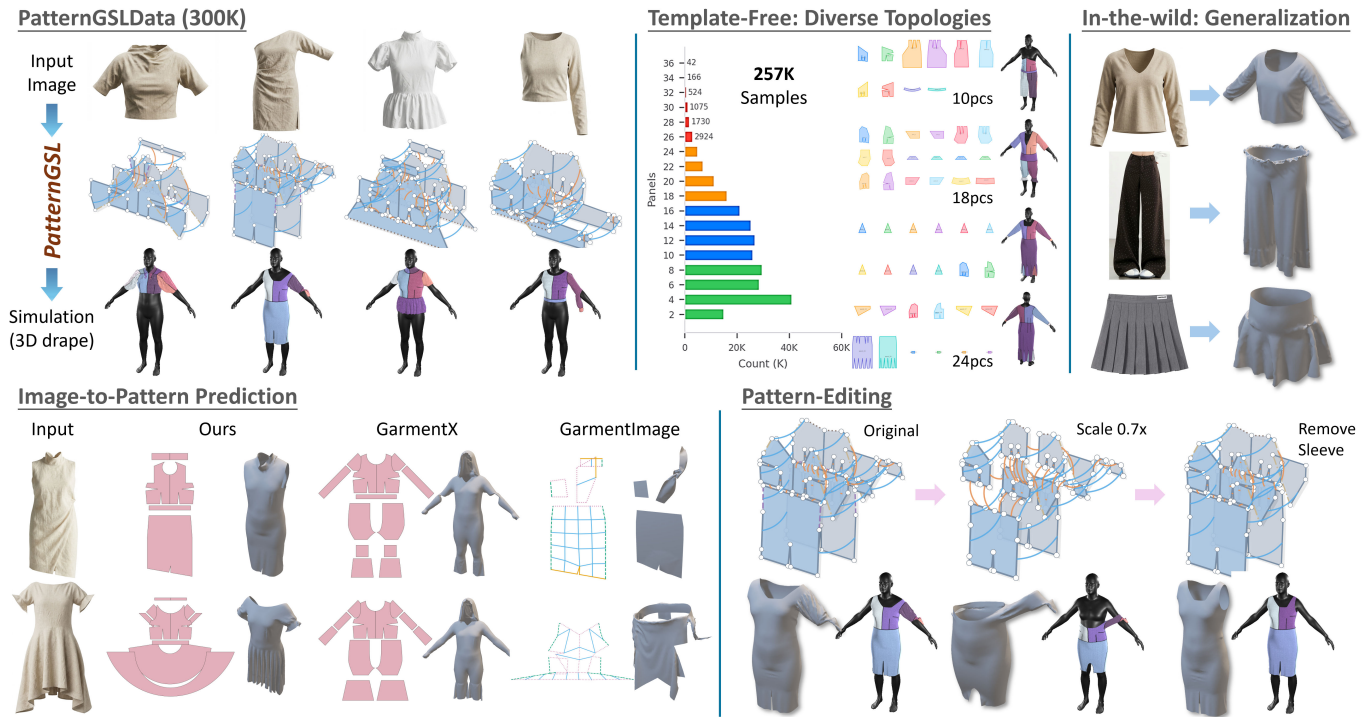 PatternGSLData (300K)
Input
Image
PatternGSL
Simulation
(3D drape)
Template-Free: Diverse Topologies
257K
Samples
Panels
36
34
32
30
28
26
24
22
20
18
16
14
12
10
8
6
4
2
42
166
524
1075
1730
2924
0
20K
40K
60K
Count (K)
10pcs
18pcs
24pcs
In-the-wild: Generalization
Image-to-Pattern Prediction
Input
Ours
GarmentX
GarmentImage
Pattern-Editing
Original
Scale 0.7x
Remove
Sleeve